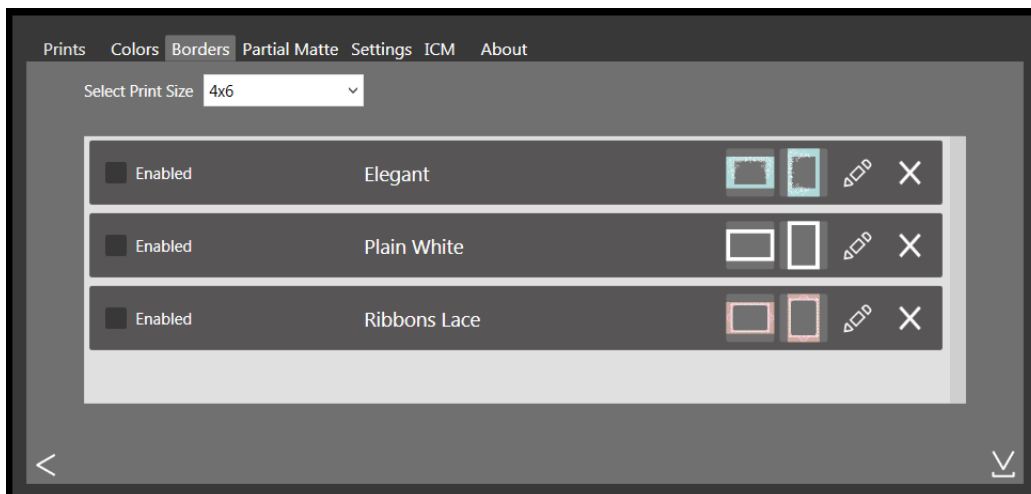 Prints Colors Borders Partial Matte Settings ICM About
Select Print Size 4x6
Enabled Elegant
Enabled Plain White
Enabled Ribbons Lace